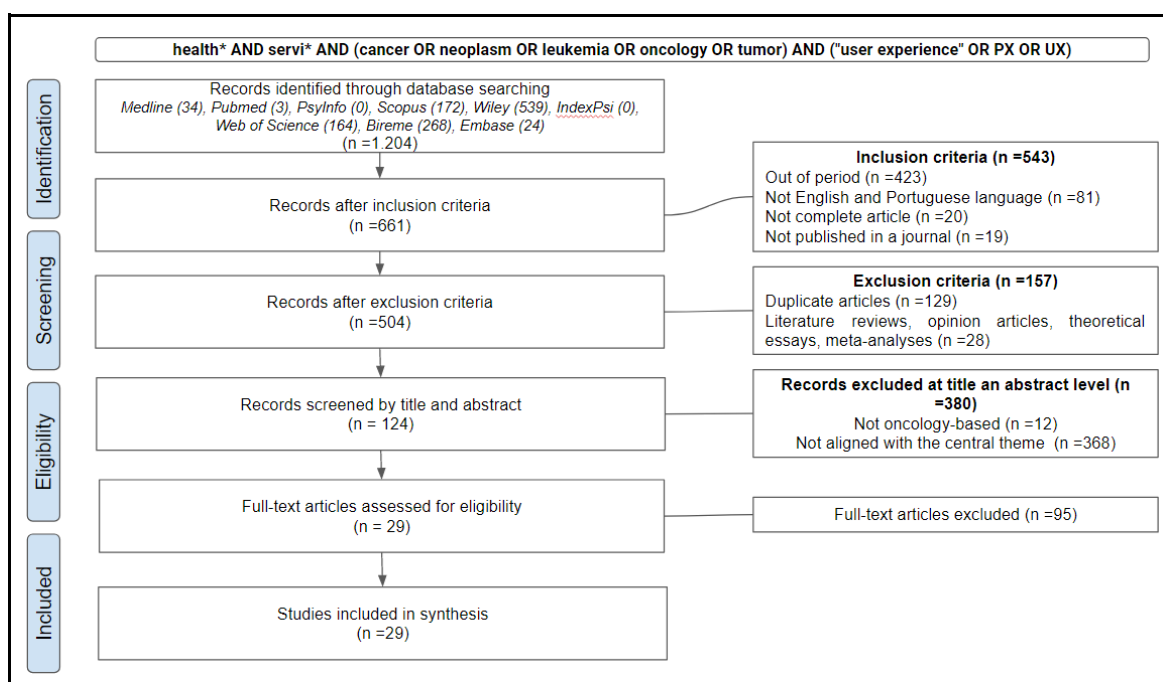 health* AND servi* AND (cancer OR neoplasm OR leukemia OR oncology OR tumor) AND ("user experience" OR PX OR UX)
Identification
Records identified through database searching
Medline (34), Pubmed (3), PsyInfo (0), Scopus (172), Wiley (539), IndexPsi (0),
Web of Science (164), Bireme (268), Embase (24)
(n =1.204)
Records after inclusion criteria
(n =661)
Inclusion criteria (n =543)
Out of period (n =423)
Not English and Portuguese language (n =81)
Not complete article (n =20)
Not published in a journal (n =19)
Screening
Records after exclusion criteria
(n =504)
Exclusion criteria (n =157)
Duplicate articles (n =129)
Literature reviews, opinion articles, theoretical
essays, meta-analyses (n =28)
Eligibility
Records screened by title and abstract
(n = 124)
Records excluded at title an abstract level (n
=380)
Not oncology-based (n =12)
Not aligned with the central theme (n =368)
Full-text articles assessed for eligibility
(n = 29)
Full-text articles excluded (n =95)
Included
Studies included in synthesis
(n =29)